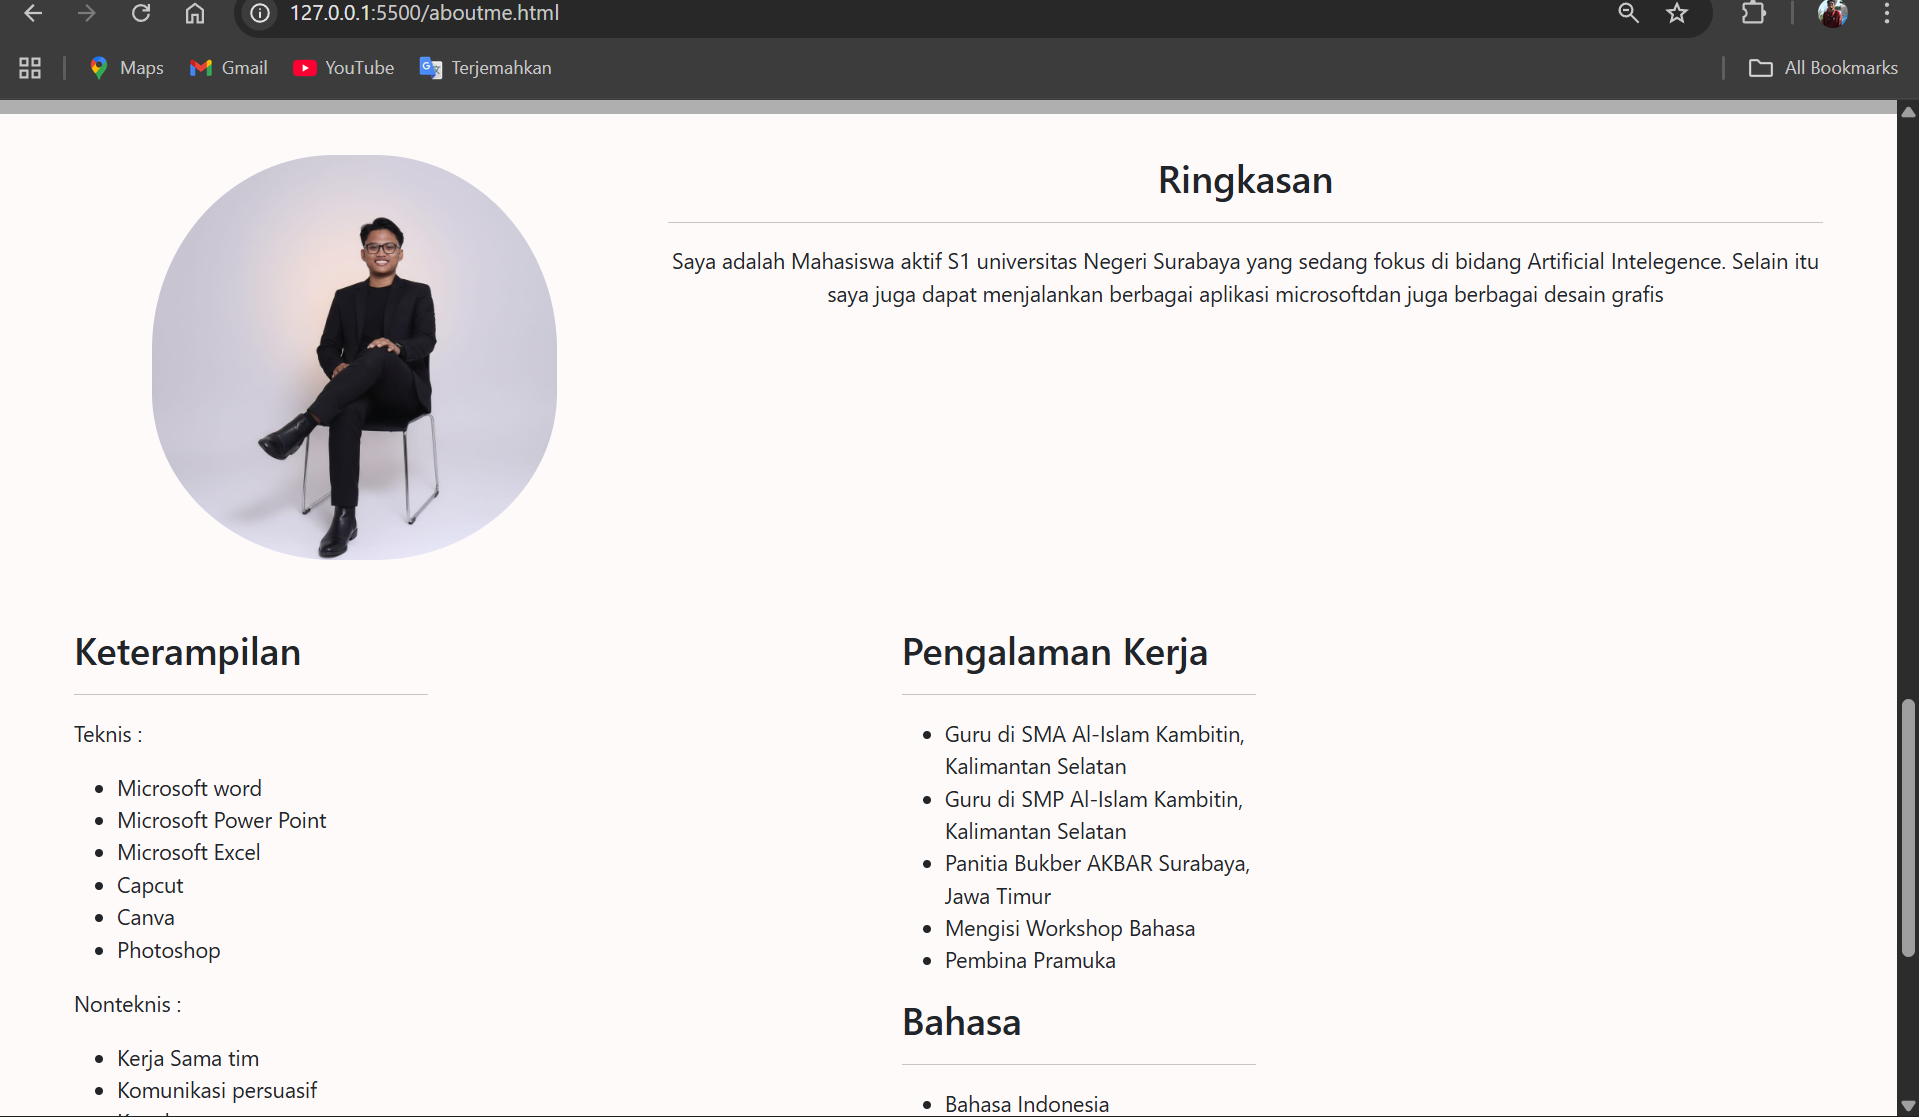 127.0.0.1:5500/aboutme.html
Maps Gmail YouTube Terjemahkan All Bookmarks
Ringkasan
Saya adalah Mahasiswa aktif S1 universitas Negeri Surabaya yang sedang fokus di bidang Artificial Intelegence. Selain itu
saya juga dapat menjalankan berbagai aplikasi microsoftdan juga berbagai desain grafis
Keterampilan
Teknis :
Microsoft word
Microsoft Power Point
Microsoft Excel
Capcut
Canva
Photoshop
Nonteknis :
Kerja Sama tim
Komunikasi persuasif
Pengalaman Kerja
Guru di SMA Al-Islam Kambitin,
Kalimantan Selatan
Guru di SMP Al-Islam Kambitin,
Kalimantan Selatan
Panitia Bukber AKBAR Surabaya,
Jawa Timur
Mengisi Workshop Bahasa
Pembina Pramuka
Bahasa
Bahasa Indonesia